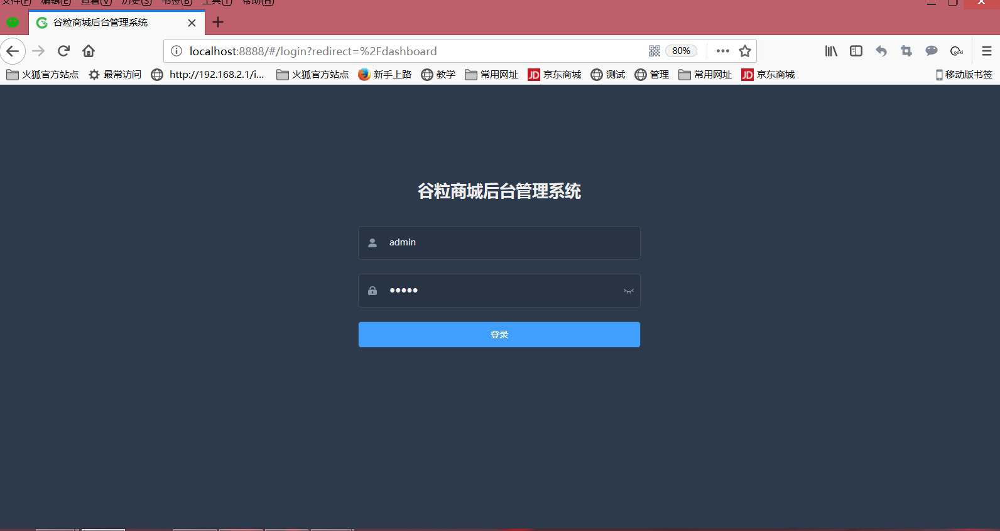 文件(F) 编辑(E) 查看(V) 历史(S) 书签(B) 工具(T) 帮助(H)
谷粒商城后台管理系统
localhost:8888/#/login?redirect=%2Fdashboard 80%
火狐官方站点 最常访问 http://192.168.2.1/i... 火狐官方站点 新手上路 教学 常用网址 JD 京东商城 测试 管理 常用网址 JD 京东商城 移动版书签
谷粒商城后台管理系统
admin
•••••
登录